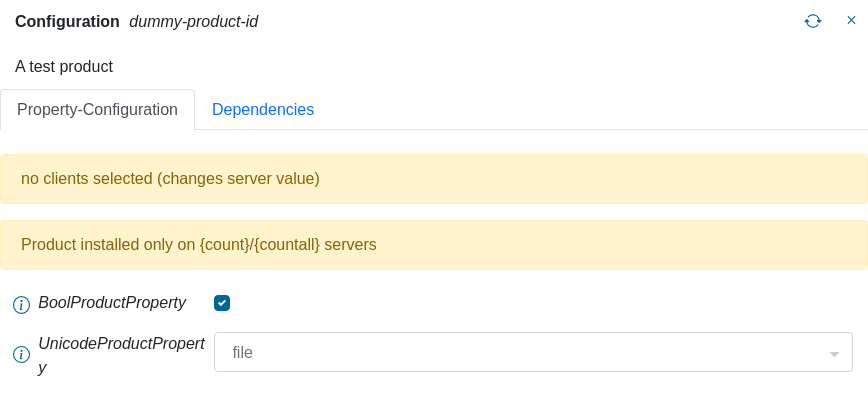 Configuration dummy-product-id
A test product
Property-Configuration Dependencies
no clients selected (changes server value)
Product installed only on {count}/{countall} servers
BoolProductProperty
UnicodeProductPropert
y
file